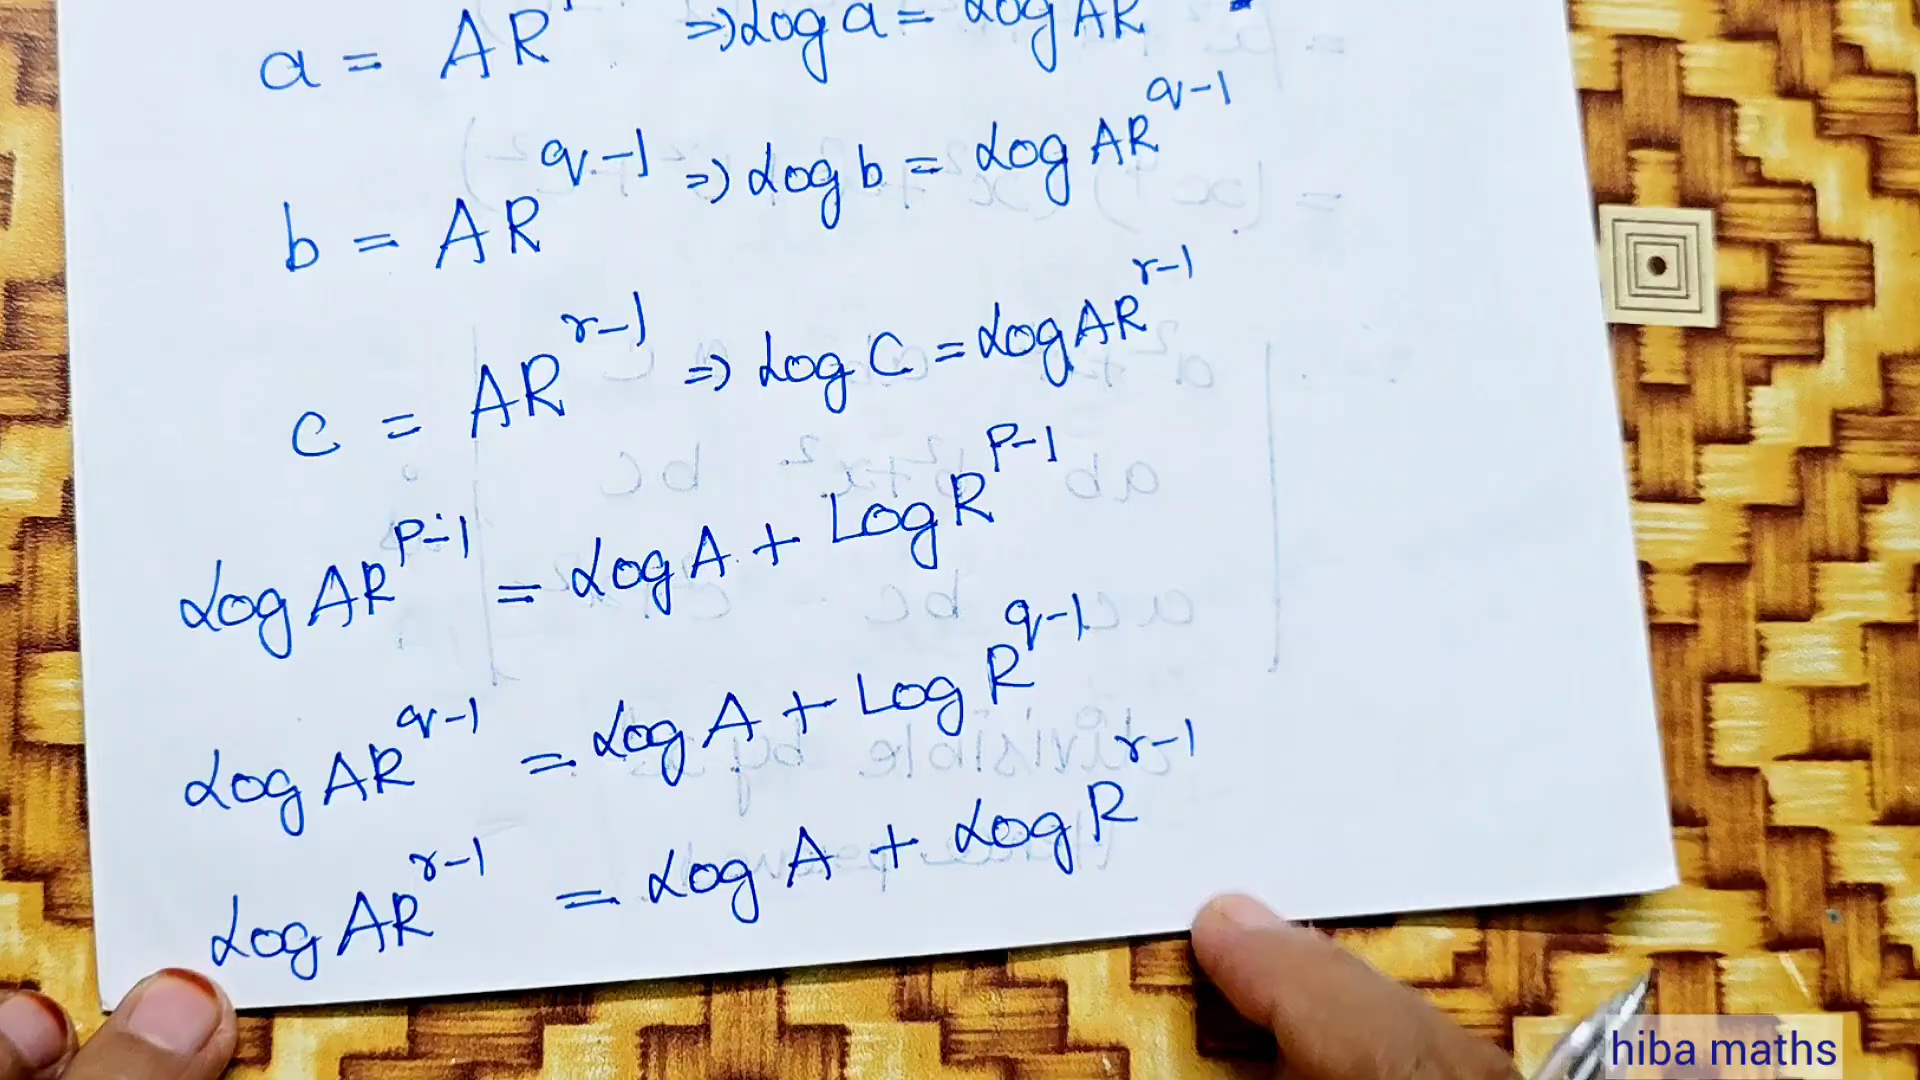 a = AR ⇒ Log a = Log AR
b = AR^(q-1) ⇒ Log b = Log AR^(q-1)
c = AR^(r-1) ⇒ Log C = Log AR^(r-1)
Log AR^(P-1) = Log A + Log R^(P-1)
Log AR^(q-1) = Log A + Log R^(q-1)
Log AR^(r-1) = Log A + Log R^(r-1)
hiba maths